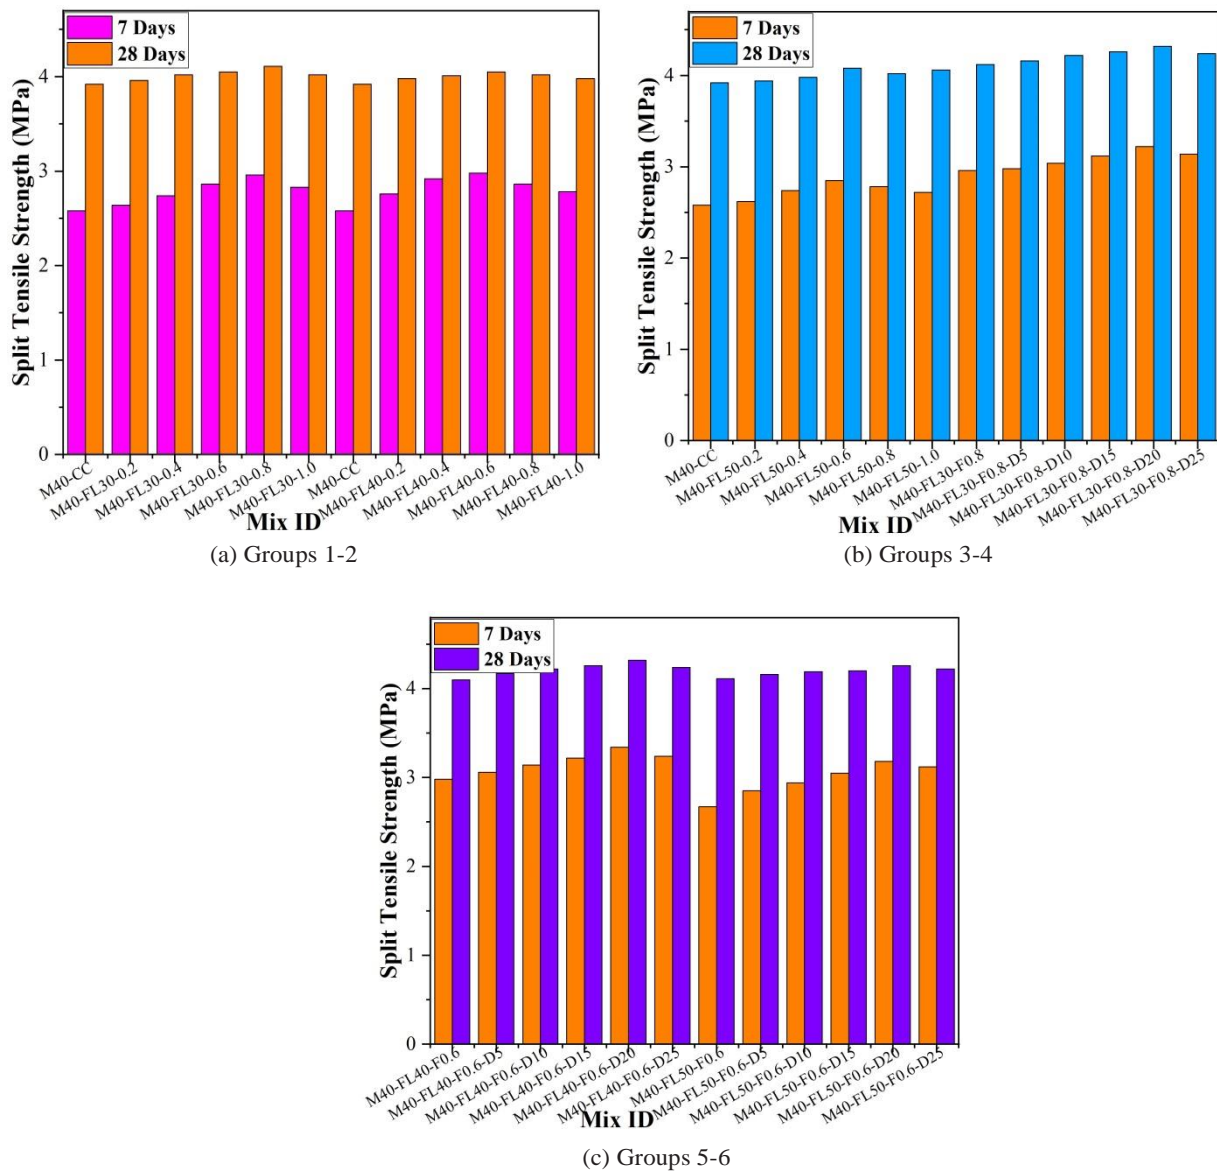 7 Days
28 Days
Split Tensile Strength (MPa)
4
3
2
1
0
M40-CC
M40-FL30-0.2
M40-FL30-0.4
M40-FL30-0.6
M40-FL30-0.8
M40-FL30-1.0
M40-CC
M40-FL40-0.2
M40-FL40-0.4
M40-FL40-0.6
M40-FL40-0.8
M40-FL40-1.0
Mix ID
(a) Groups 1-2
7 Days
28 Days
Split Tensile Strength (MPa)
4
3
2
1
0
M40-CC
M40-FL50-0.2
M40-FL50-0.4
M40-FL50-0.6
M40-FL50-0.8
M40-FL50-1.0
M40-FL30-F0.8
M40-FL30-F0.8-D5
M40-FL30-F0.8-D10
M40-FL30-F0.8-D15
M40-FL30-F0.8-D20
M40-FL30-F0.8-D25
Mix ID
(b) Groups 3-4
7 Days
28 Days
Split Tensile Strength (MPa)
4
3
2
1
0
M40-FL40-F0.6
M40-FL40-F0.6-D5
M40-FL40-F0.6-D10
M40-FL40-F0.6-D15
M40-FL40-F0.6-D20
M40-FL40-F0.6-D25
M40-FL50-F0.6
M40-FL50-F0.6-D5
M40-FL50-F0.6-D10
M40-FL50-F0.6-D15
M40-FL50-F0.6-D20
M40-FL50-F0.6-D25
Mix ID
(c) Groups 5-6